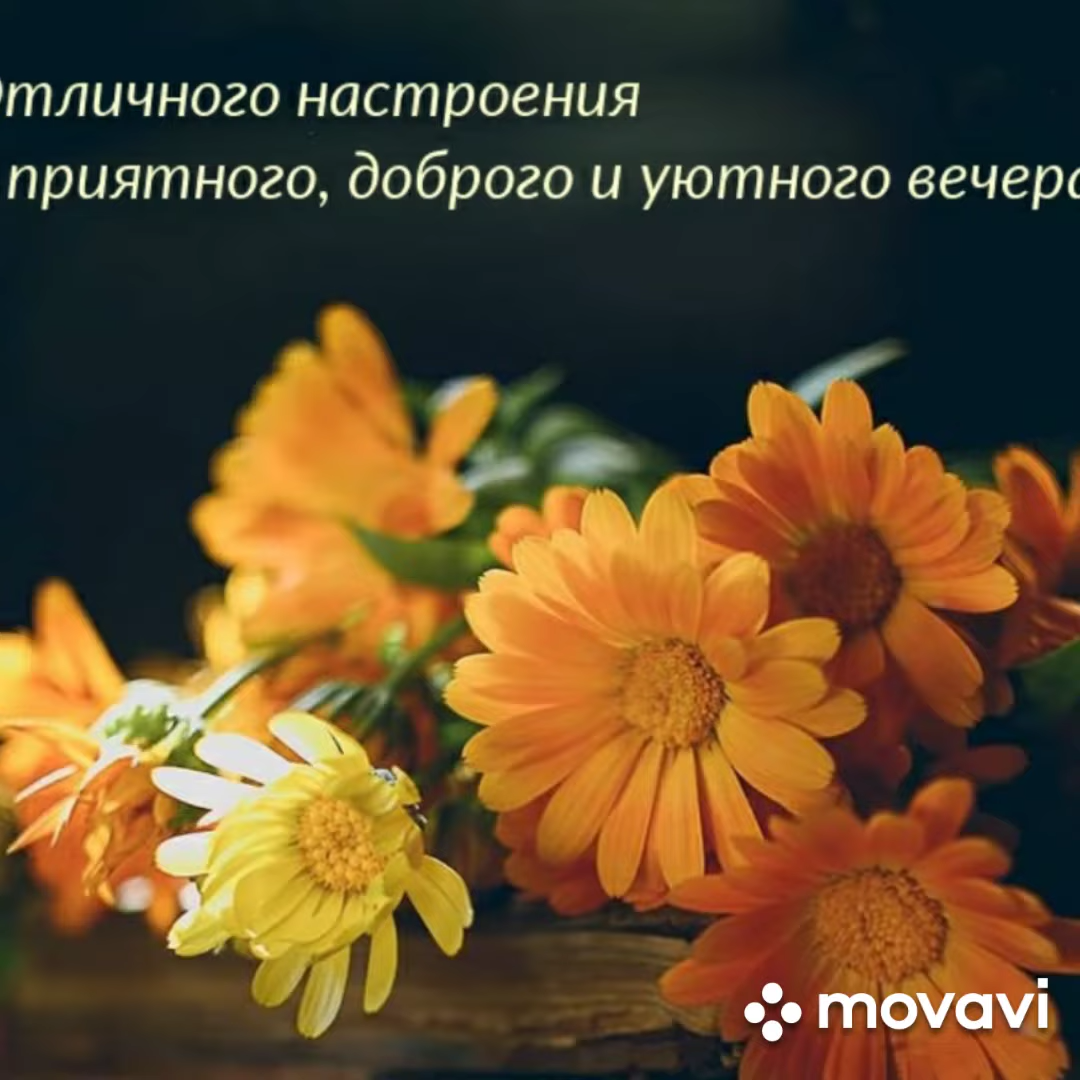 Отличного настроения
приятного, доброго и уютного вечера
movavi